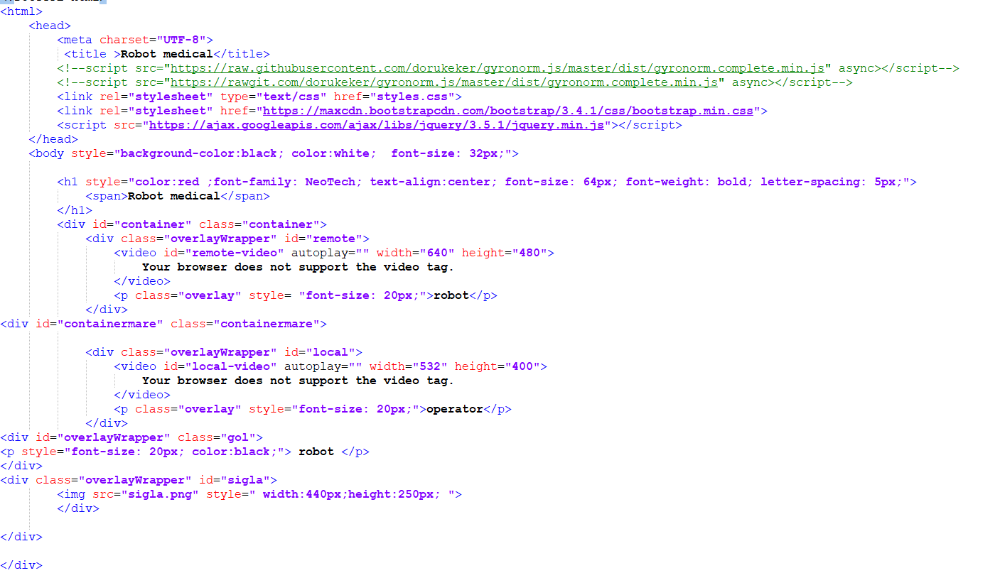 <html>
<head>
<meta charset="UTF-8">
<title >Robot medical</title>
<!--script src="https://raw.githubusercontent.com/dorukeker/gyronorm.js/master/dist/gyronorm.complete.min.js" async></script-->
<!--script src="https://rawgit.com/dorukeker/gyronorm.js/master/dist/gyronorm.complete.min.js" async></script-->
<link rel="stylesheet" type="text/css" href="styles.css">
<link rel="stylesheet" href="https://maxcdn.bootstrapcdn.com/bootstrap/3.4.1/css/bootstrap.min.css">
<script src="https://ajax.googleapis.com/ajax/libs/jquery/3.5.1/jquery.min.js"></script>
</head>
<body style="background-color:black; color:white;  font-size: 32px;">
<h1 style="color:red ;font-family: NeoTech; text-align:center; font-size: 64px; font-weight: bold; letter-spacing: 5px;">
<span>Robot medical</span>
</h1>
<div id="container" class="container">
<div class="overlayWrapper" id="remote">
<video id="remote-video" autoplay="" width="640" height="480">
Your browser does not support the video tag.
</video>
<p class="overlay" style= "font-size: 20px;">robot</p>
</div>
<div id="containermare" class="containermare">
<div class="overlayWrapper" id="local">
<video id="local-video" autoplay="" width="532" height="400">
Your browser does not support the video tag.
</video>
<p class="overlay" style="font-size: 20px;">operator</p>
</div>
<div id="overlayWrapper" class="gol">
<p style="font-size: 20px; color:black;"> robot </p>
</div>
<div class="overlayWrapper" id="sigla">
<img src="sigla.png" style=" width:440px;height:250px; ">
</div>
</div>
</div>